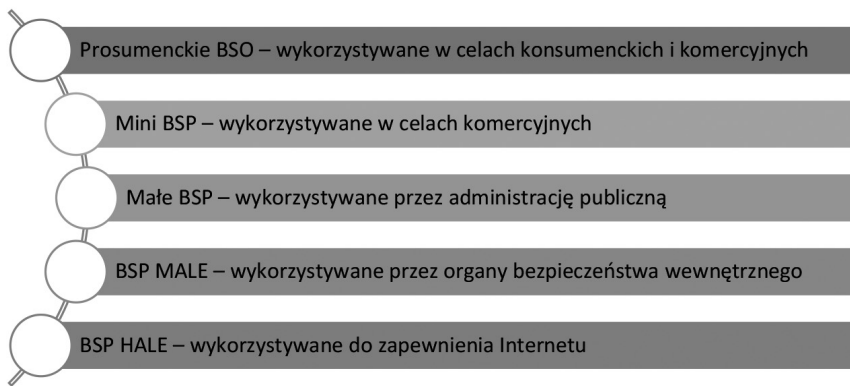 Prosumenckie BSO – wykorzystywane w celach konsumenckich i komercyjnych
Mini BSP – wykorzystywane w celach komercyjnych
Małe BSP – wykorzystywane przez administrację publiczną
BSP MALE – wykorzystywane przez organy bezpieczeństwa wewnętrznego
BSP HALE – wykorzystywane do zapewnienia Internetu